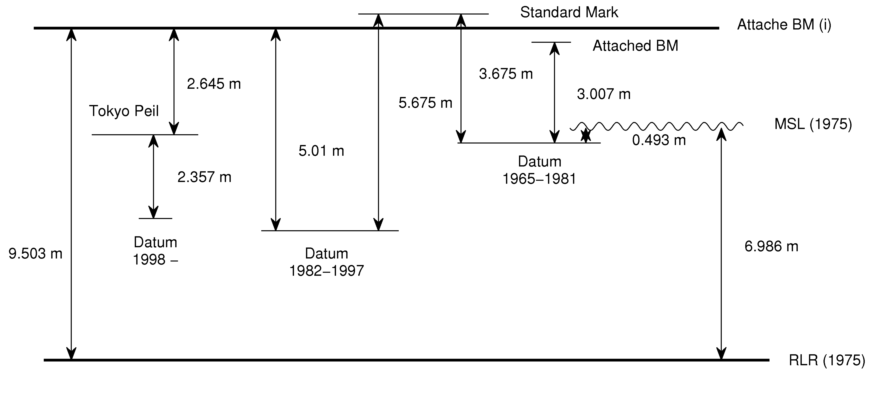 Standard Mark
Attache BM (i)
Attached BM
2.645 m
3.675 m
3.007 m
5.675 m
Tokyo Peil
MSL (1975)
0.493 m
5.01 m
Datum
1965−1981
2.357 m
Datum
1998 −
9.503 m
Datum
1982−1997
6.986 m
RLR (1975)